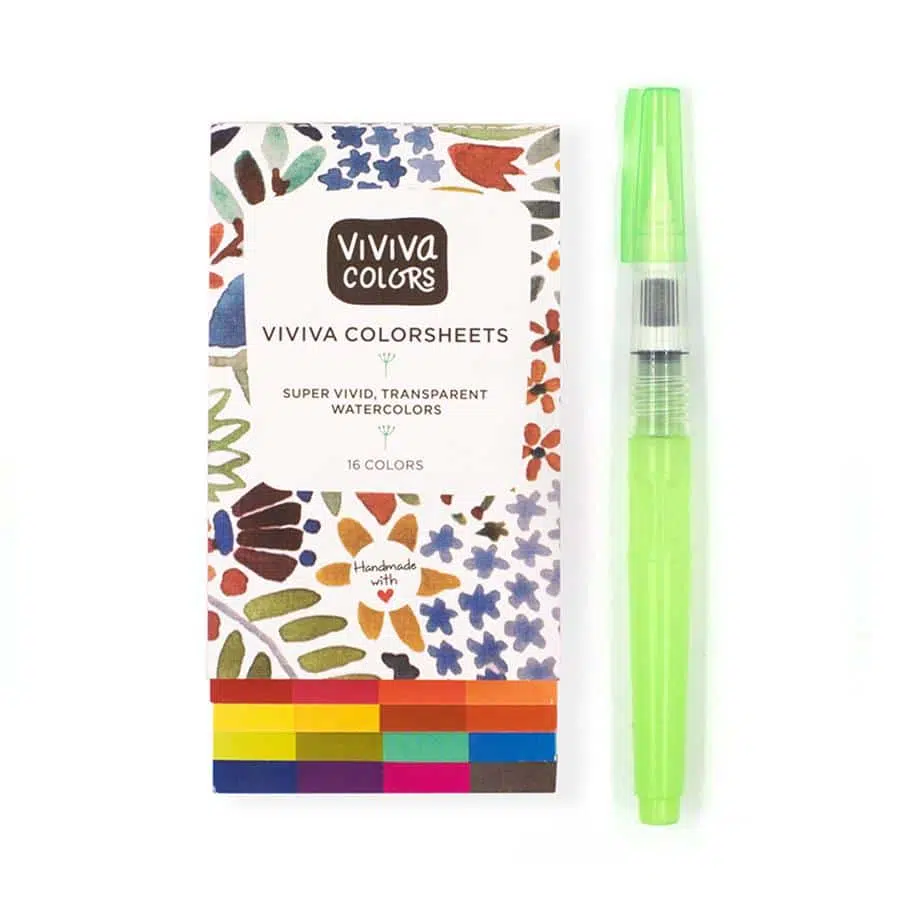 ViViVa
COLORS
VIVIVA COLORSHEETS
SUPER VIVID, TRANSPARENT
WATERCOLORS
16 COLORS
Handmade
with